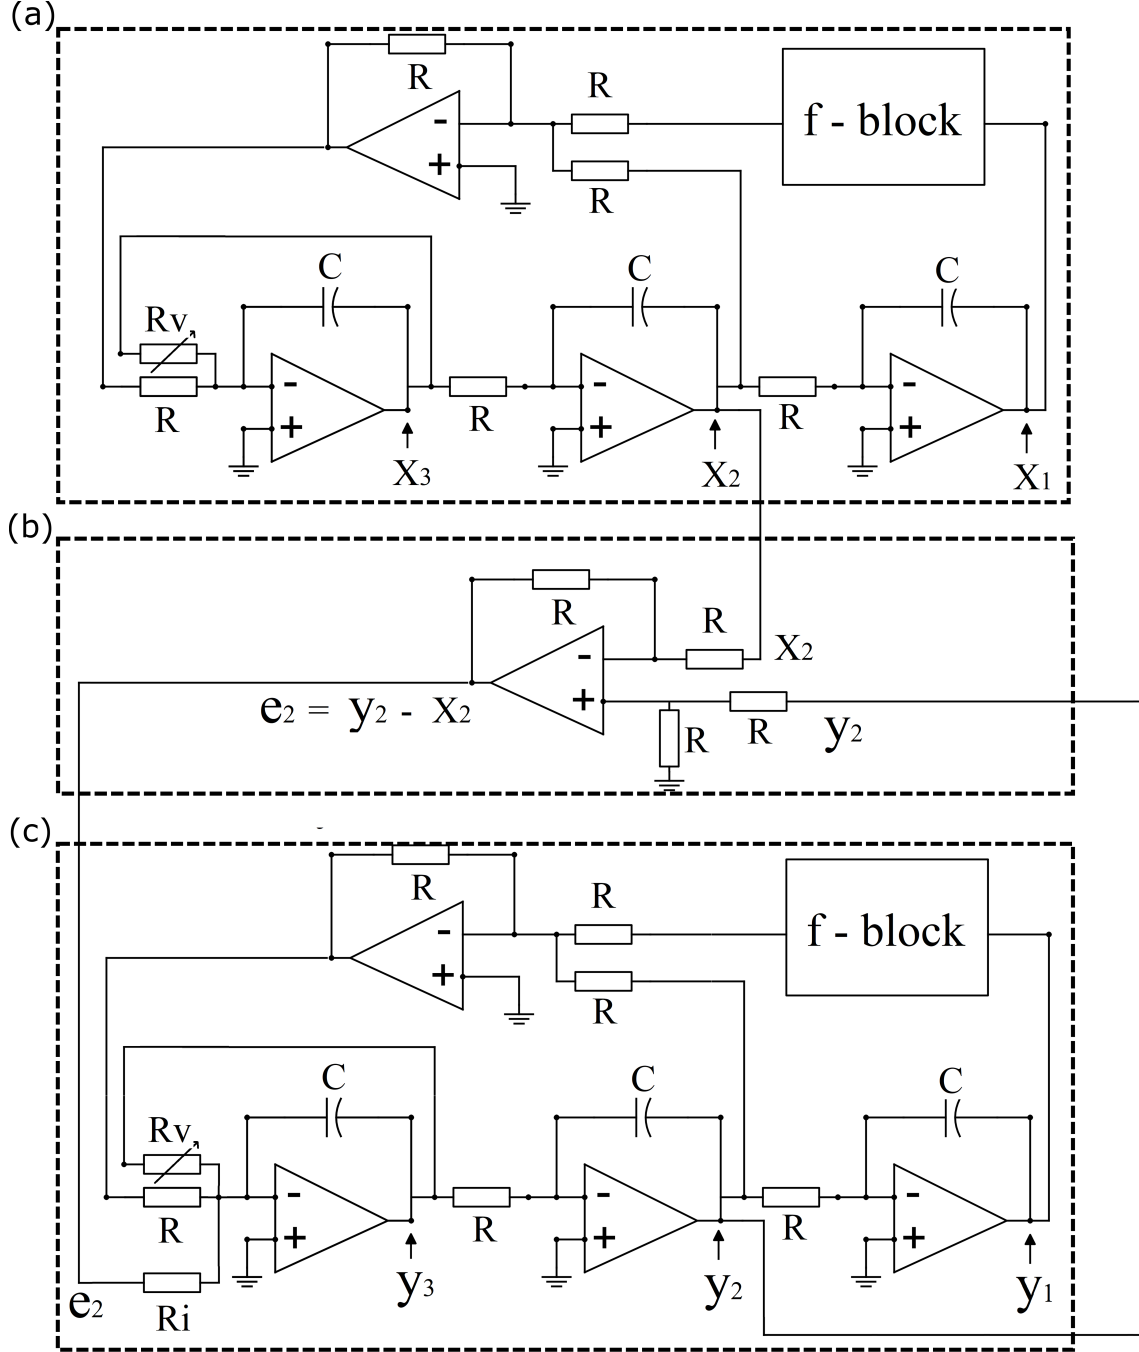 (a)
R
R
f - block
-
+
R
C
C
C
Rv
-
-
-
R
+
R
+
R
+
X3
X2
X1
(b)
R
R
-
X2
+
e2 = y2 - X2
R
R
y2
(c)
R
R
f - block
-
+
R
C
C
C
Rv
-
-
-
R
+
R
+
R
+
e2
Ri
y3
y2
y1